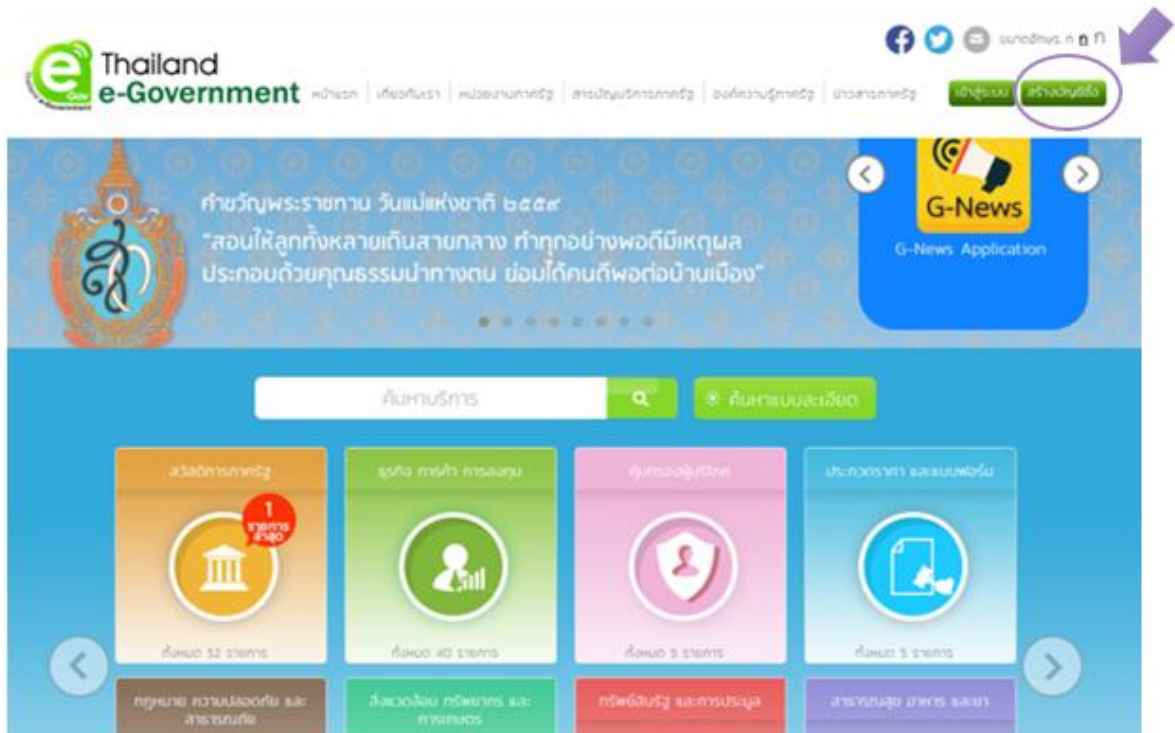 Thailand
e-Government
e
Gov
ขนาดอักษร ก ก ก
หน้าแรก เกี่ยวกับเรา หน่วยงานภาครัฐ สารบัญบริการภาครัฐ องค์ความรู้ภาครัฐ ข่าวสารภาครัฐ
เข้าสู่ระบบ สร้างบัญชีชื่อ
คำขวัญพระราชทาน วันแม่แห่งชาติ ๒๕๕๙
“สอนให้ลูกทั้งหลายเดินสายกลาง ทำทุกอย่างพอดีมีเหตุผล
ประกอบด้วยคุณธรรมนำทางตน ย่อมได้คนดีพอต่อบ้านเมือง”
G-News
G-News Application
ค้นหาบริการ
ค้นหาแบบละเอียด
สวัสดิการภาครัฐ
1
รายการ
ล่าสุด
ทั้งหมด 52 รายการ
ธุรกิจ การค้า การลงทุน
ทั้งหมด 40 รายการ
คุ้มครองผู้บริโภค
ทั้งหมด 5 รายการ
ประกวดราคา และแบบฟอร์ม
ทั้งหมด 5 รายการ
กฎหมาย ความปลอดภัย และ
สาธารณภัย
สิ่งแวดล้อม ทรัพยากร และ
การเกษตร
ทรัพย์สินรัฐ และการประมูล
สาธารณสุข อาหาร และยา